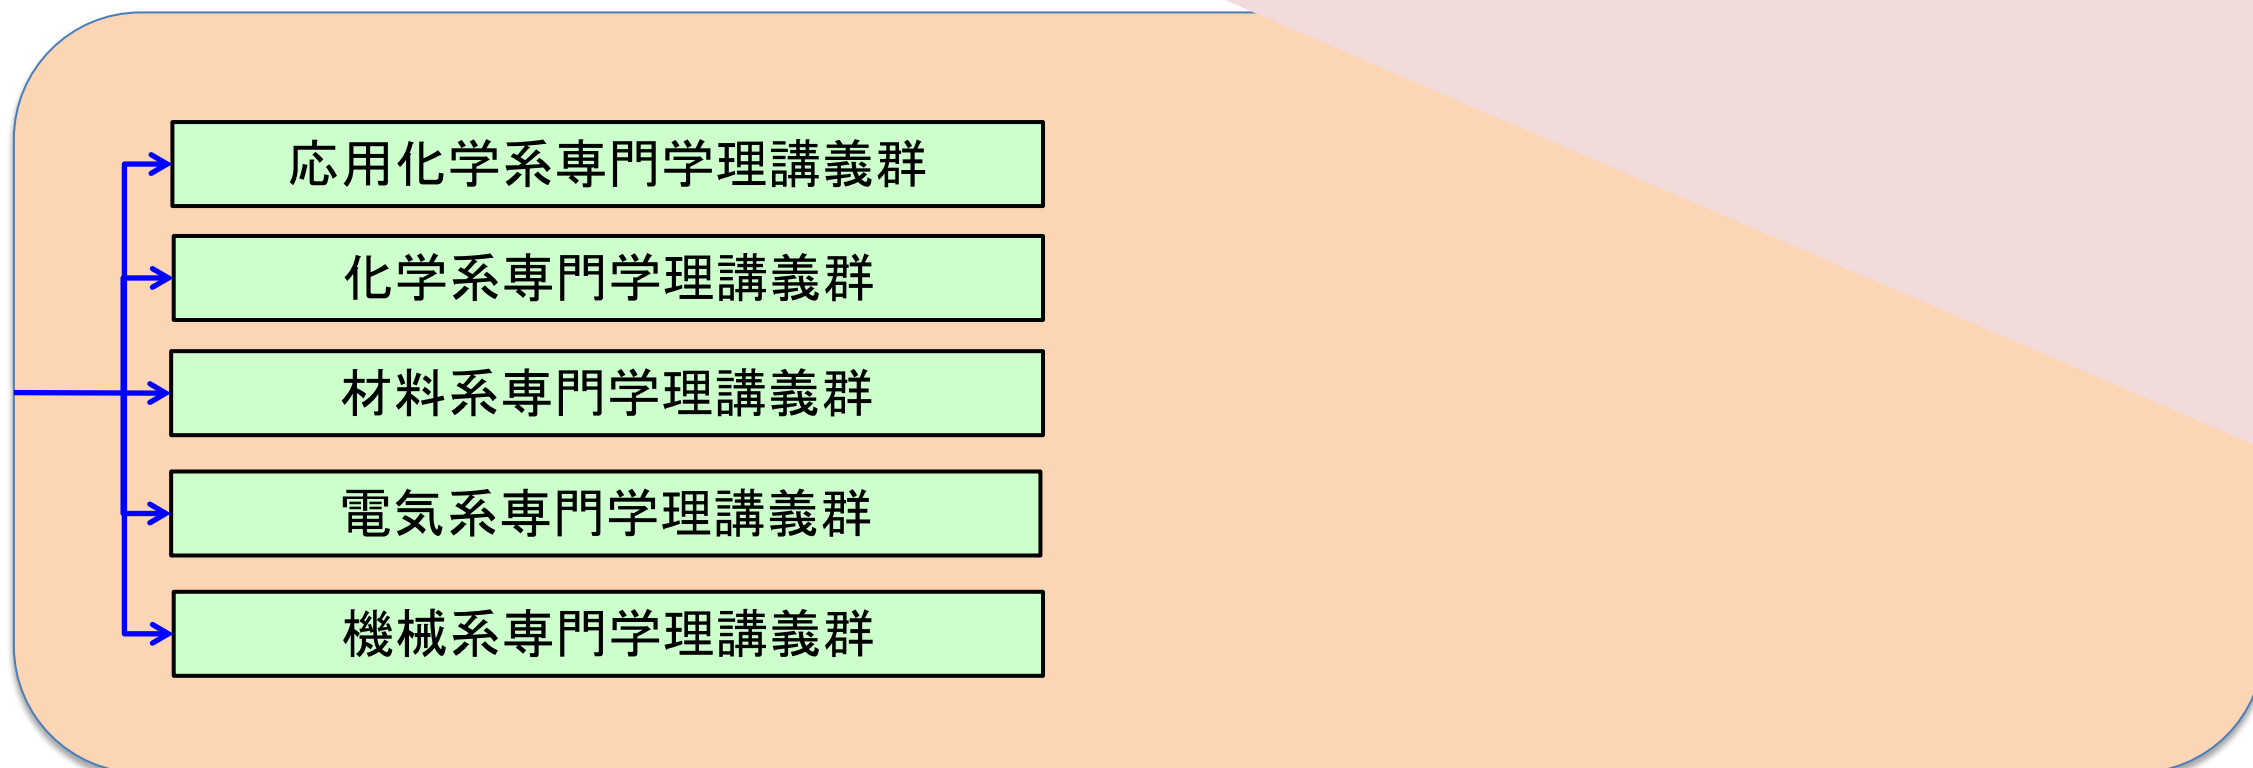 応用化学系専門学理講義群
化学系専門学理講義群
材料系専門学理講義群
電気系専門学理講義群
機械系専門学理講義群